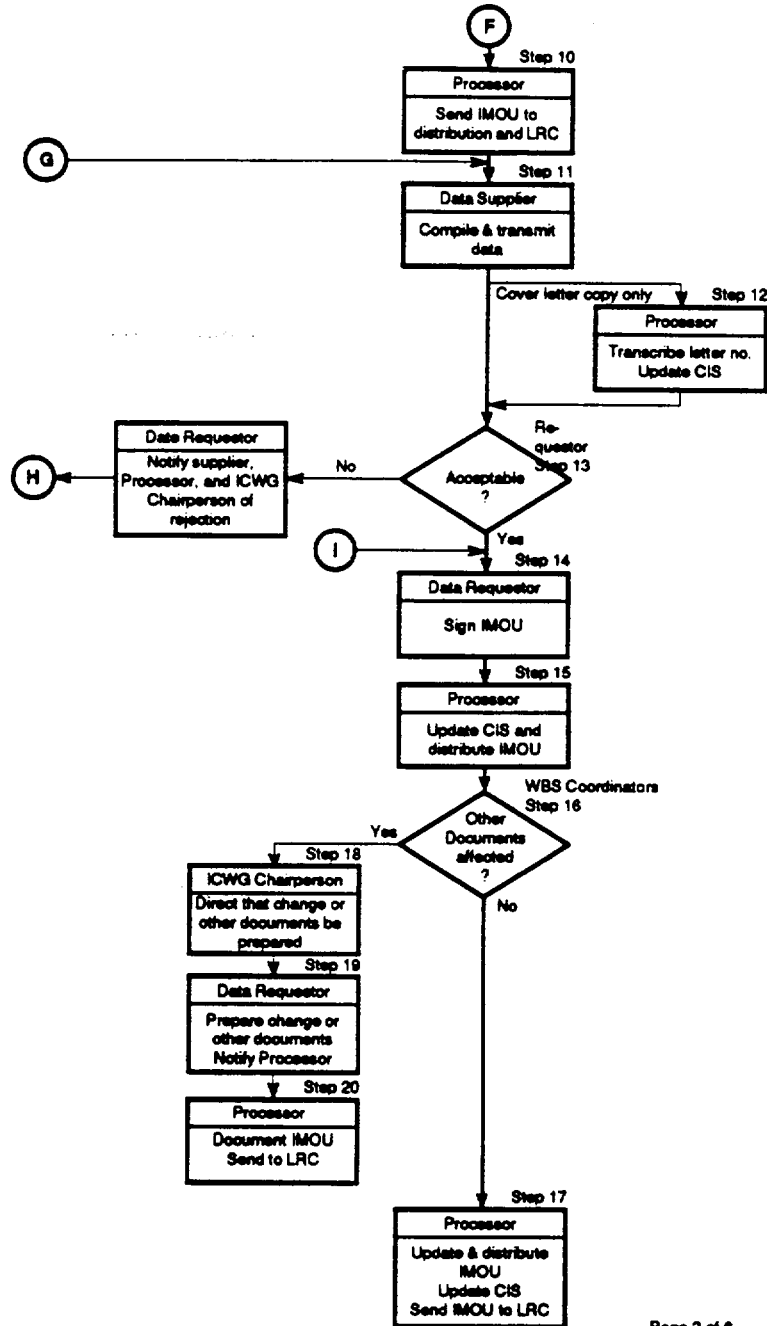 F
Step 10
Processor
Send IMOU to
distribution and LRC
G
Step 11
Data Supplier
Compile & transmit
data
Cover letter copy only
Step 12
Processor
Transcribe letter no.
Update CIS
Re-
questor
Step 13
Acceptable
?
No
Data Requestor
Notify supplier,
Processor, and ICWG
Chairperson of
rejection
H
Yes
I
Step 14
Data Requestor
Sign IMOU
Step 15
Processor
Update CIS and
distribute IMOU
WBS Coordinators
Step 16
Other
Documents
affected
?
Yes
No
Step 18
ICWG Chairperson
Direct that change or
other documents be
prepared
Step 19
Data Requestor
Prepare change or
other documents
Notify Processor
Step 20
Processor
Document IMOU
Send to LRC
Step 17
Processor
Update & distribute
IMOU
Update CIS
Send IMOU to LRC